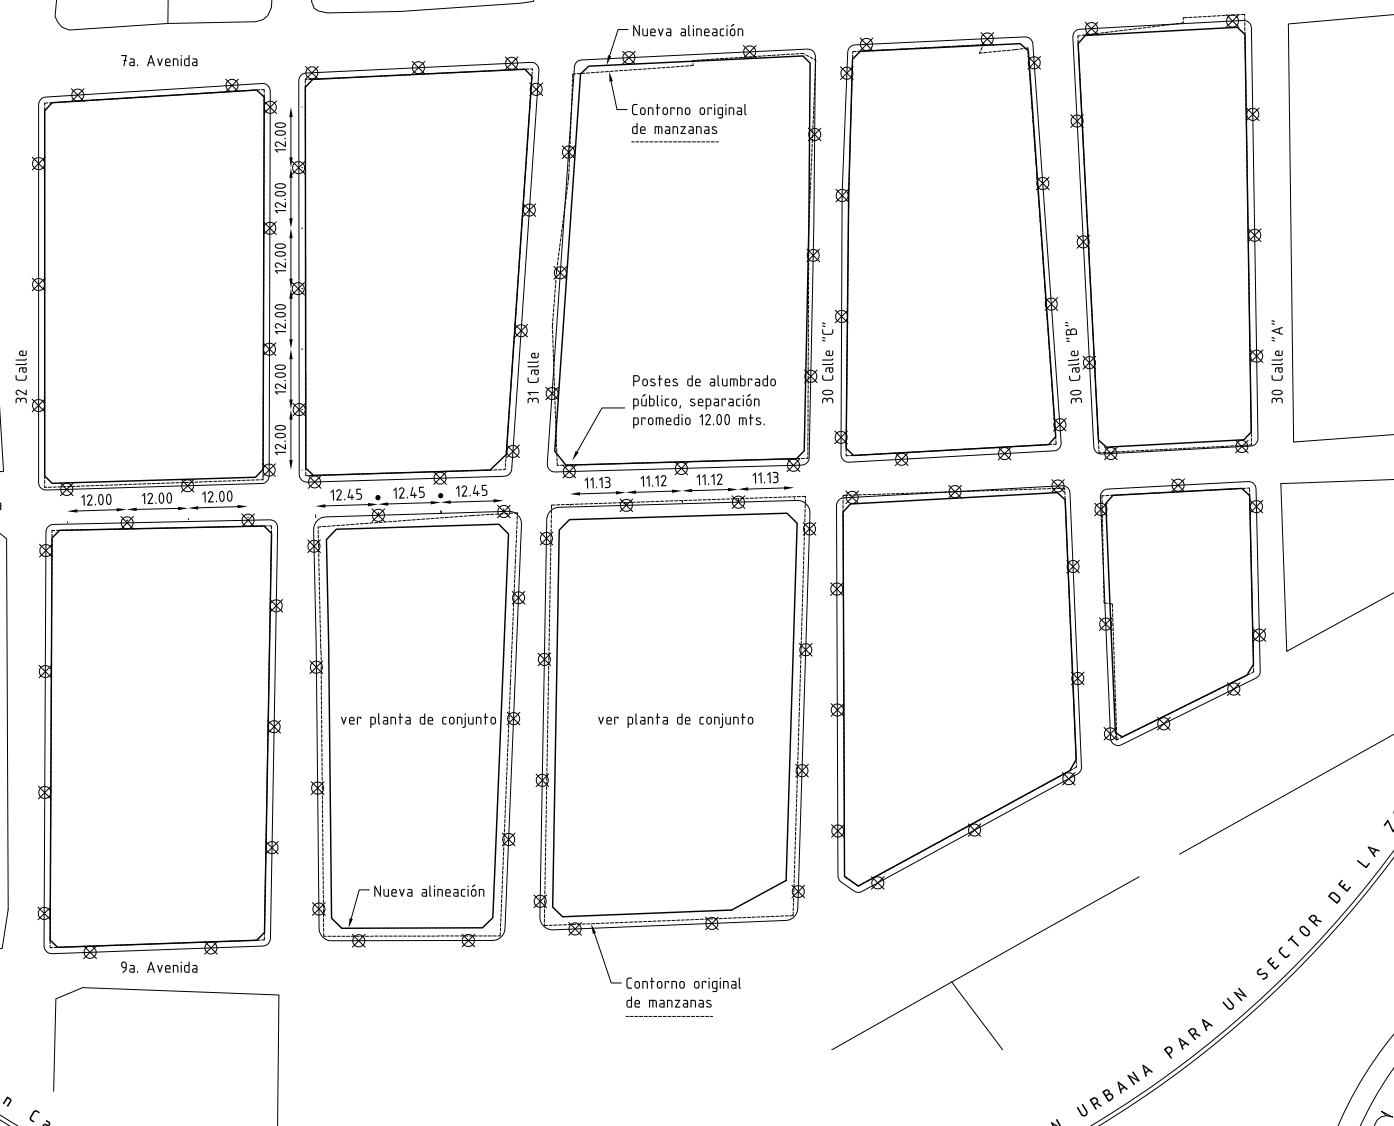 7a. Avenida
Nueva alineación
Contorno original
de manzanas
12.00
12.00
12.00
12.00
12.00
12.00
32 Calle
31 Calle
30 Calle "C"
30 Calle "B"
30 Calle "A"
Postes de alumbrado
público, separación
promedio 12.00 mts.
12.00 12.00 12.00
12.45 12.45 12.45
11.13 11.12 11.12 11.13
ver planta de conjunto
ver planta de conjunto
Nueva alineación
9a. Avenida
Contorno original
de manzanas
URBANA PARA UN SECTOR DE LA